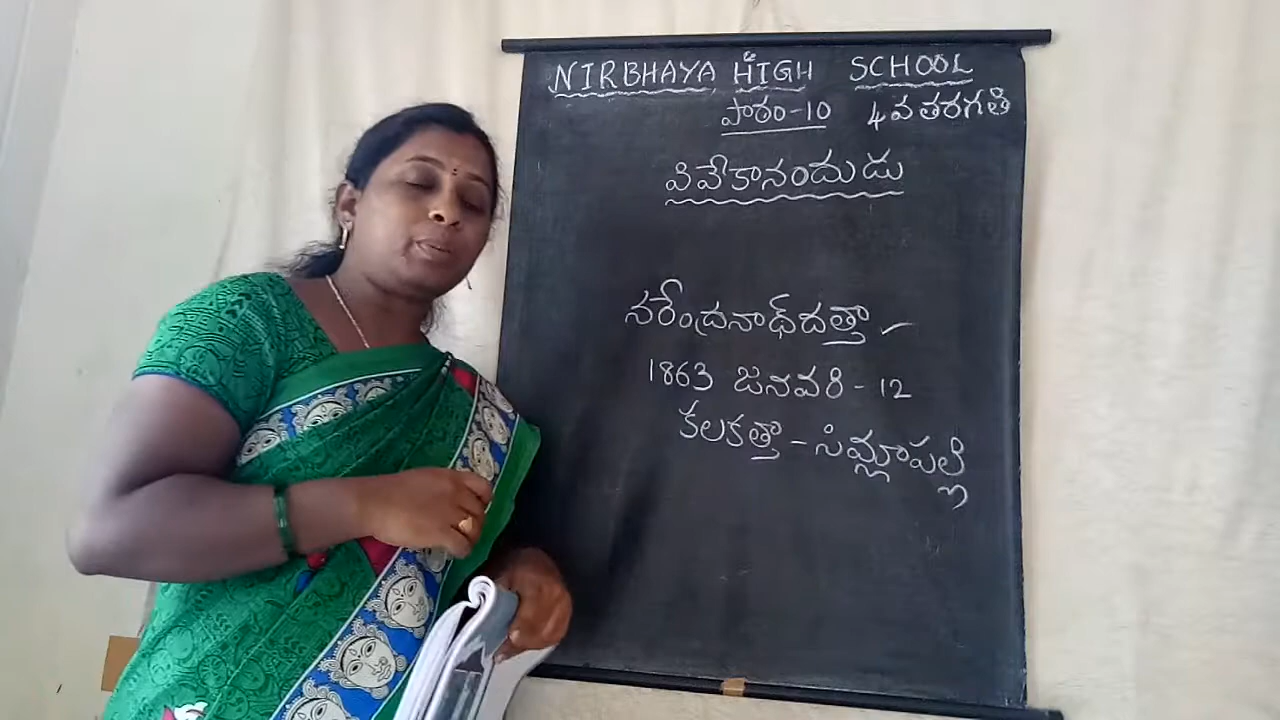 NIRBHAYA HIGH SCHOOL
పాఠం-10 4వ తరగతి
వివేకానందుడు
నరేంద్రనాథ్‌దత్తా -
1863 జనవరి - 12
కలకత్తా - సిమ్లాపల్లి